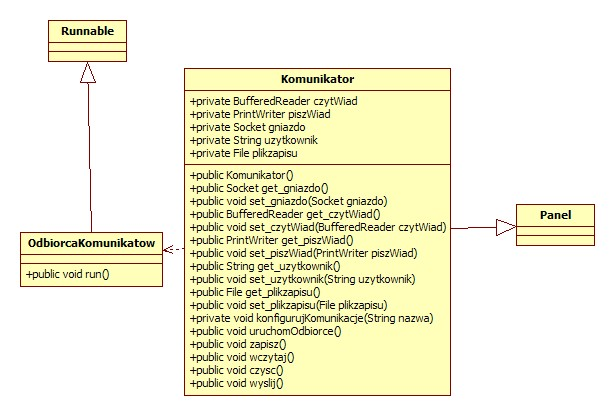 Runnable
Komunikator
+private BufferedReader czytWiad
+private PrintWriter piszWiad
+private Socket gniazdo
+private String uzytkownik
+private File plikzapisu
+public Komunikator()
+public Socket get_gniazdo()
+public void set_gniazdo(Socket gniazdo)
+public BufferedReader get_czytWiad()
+public void set_czytWiad(BufferedReader czytWiad)
+public PrintWriter get_piszWiad()
+public void set_piszWiad(PrintWriter piszWiad)
+public String get_uzytkownik()
+public void set_uzytkownik(String uzytkownik)
+public File get_plikzapisu()
+public void set_plikzapisu(File plikzapisu)
+private void konfigurujKomunikacje(String nazwa)
+public void uruchomOdbiorce()
+public void zapisz()
+public void wczytaj()
+public void czysc()
+public void wyslij()
Panel
OdbiorcaKomunikatow
+public void run()